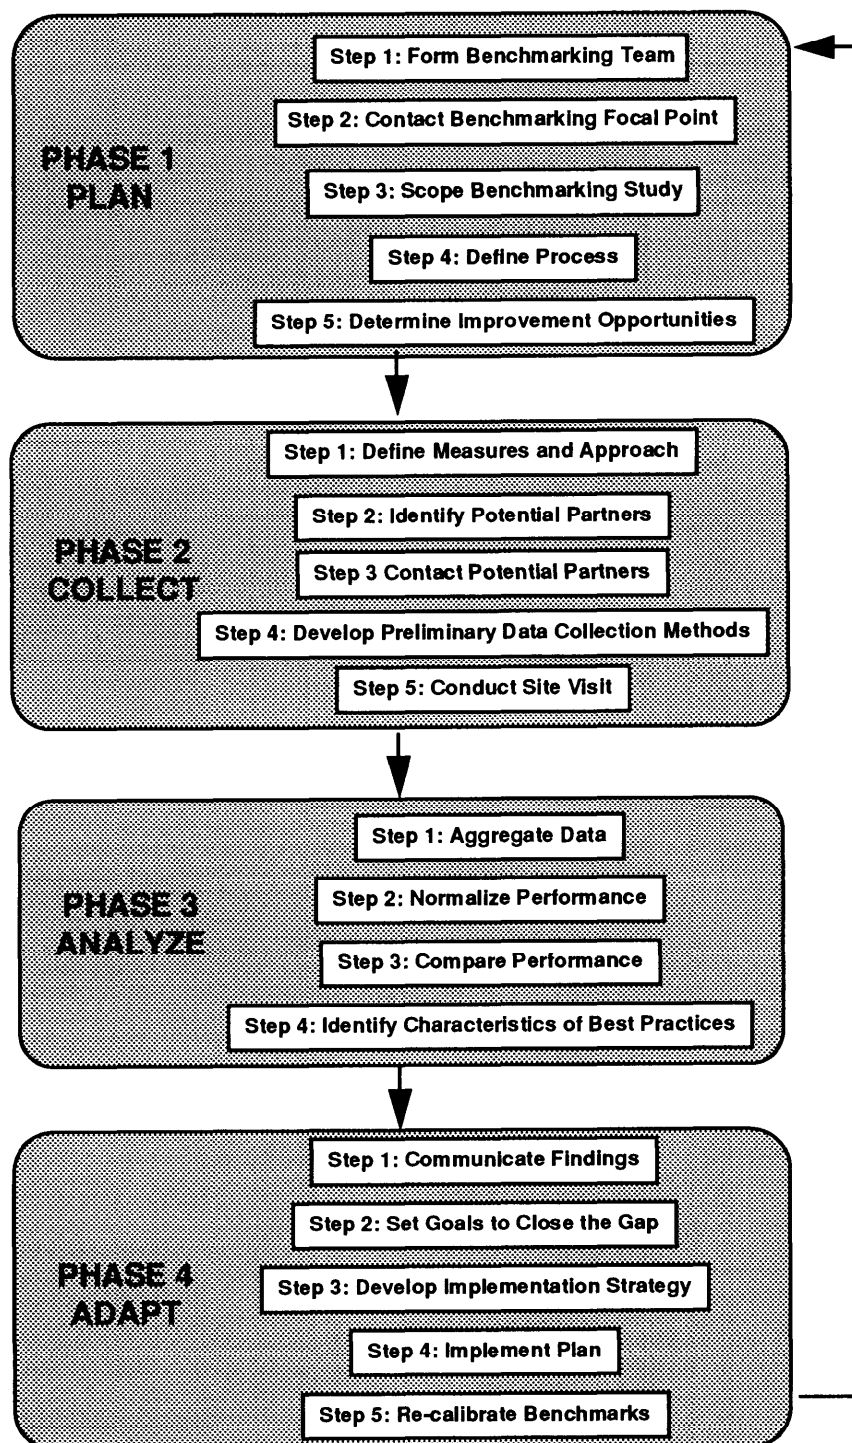 Step 1: Form Benchmarking Team
Step 2: Contact Benchmarking Focal Point
PHASE 1
PLAN
Step 3: Scope Benchmarking Study
Step 4: Define Process
Step 5: Determine Improvement Opportunities
Step 1: Define Measures and Approach
Step 2: Identify Potential Partners
PHASE 2
COLLECT
Step 3 Contact Potential Partners
Step 4: Develop Preliminary Data Collection Methods
Step 5: Conduct Site Visit
Step 1: Aggregate Data
Step 2: Normalize Performance
PHASE 3
ANALYZE
Step 3: Compare Performance
Step 4: Identify Characteristics of Best Practices
Step 1: Communicate Findings
Step 2: Set Goals to Close the Gap
PHASE 4
ADAPT
Step 3: Develop Implementation Strategy
Step 4: Implement Plan
Step 5: Re-calibrate Benchmarks